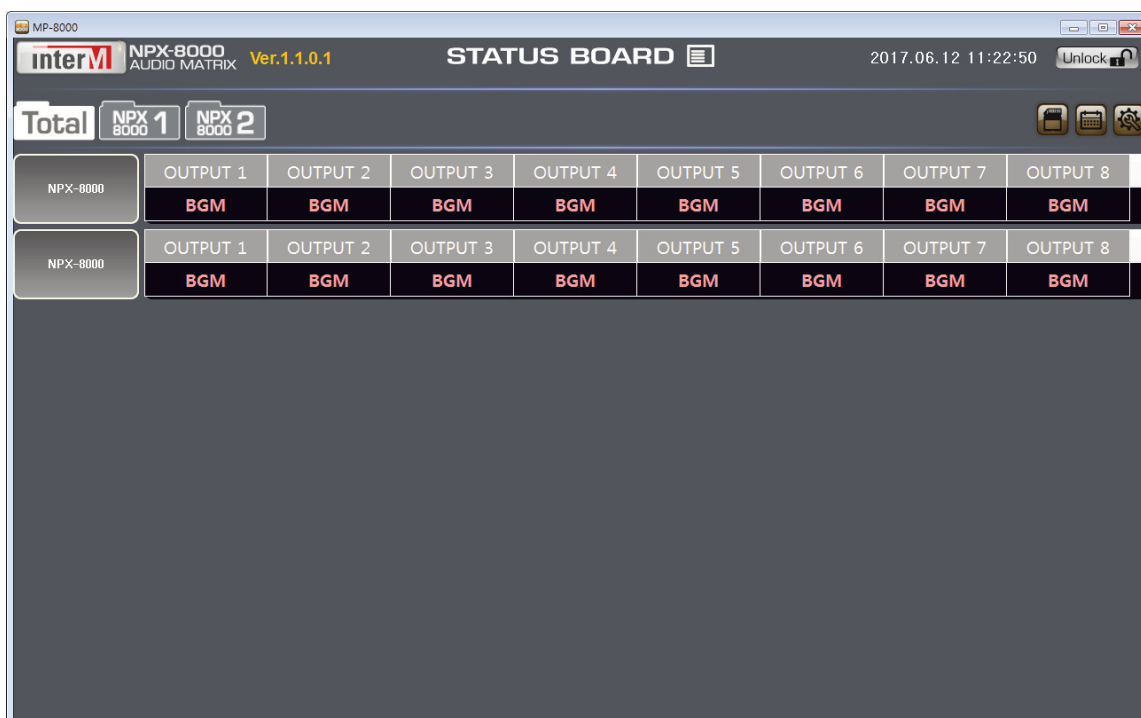 MP-8000
interM NPX-8000 AUDIO MATRIX Ver.1.1.0.1 STATUS BOARD 2017.06.12 11:22:50 Unlock
Total NPX 8000 1 NPX 8000 2
NPX-8000
OUTPUT 1 OUTPUT 2 OUTPUT 3 OUTPUT 4 OUTPUT 5 OUTPUT 6 OUTPUT 7 OUTPUT 8
BGM BGM BGM BGM BGM BGM BGM BGM
NPX-8000
OUTPUT 1 OUTPUT 2 OUTPUT 3 OUTPUT 4 OUTPUT 5 OUTPUT 6 OUTPUT 7 OUTPUT 8
BGM BGM BGM BGM BGM BGM BGM BGM